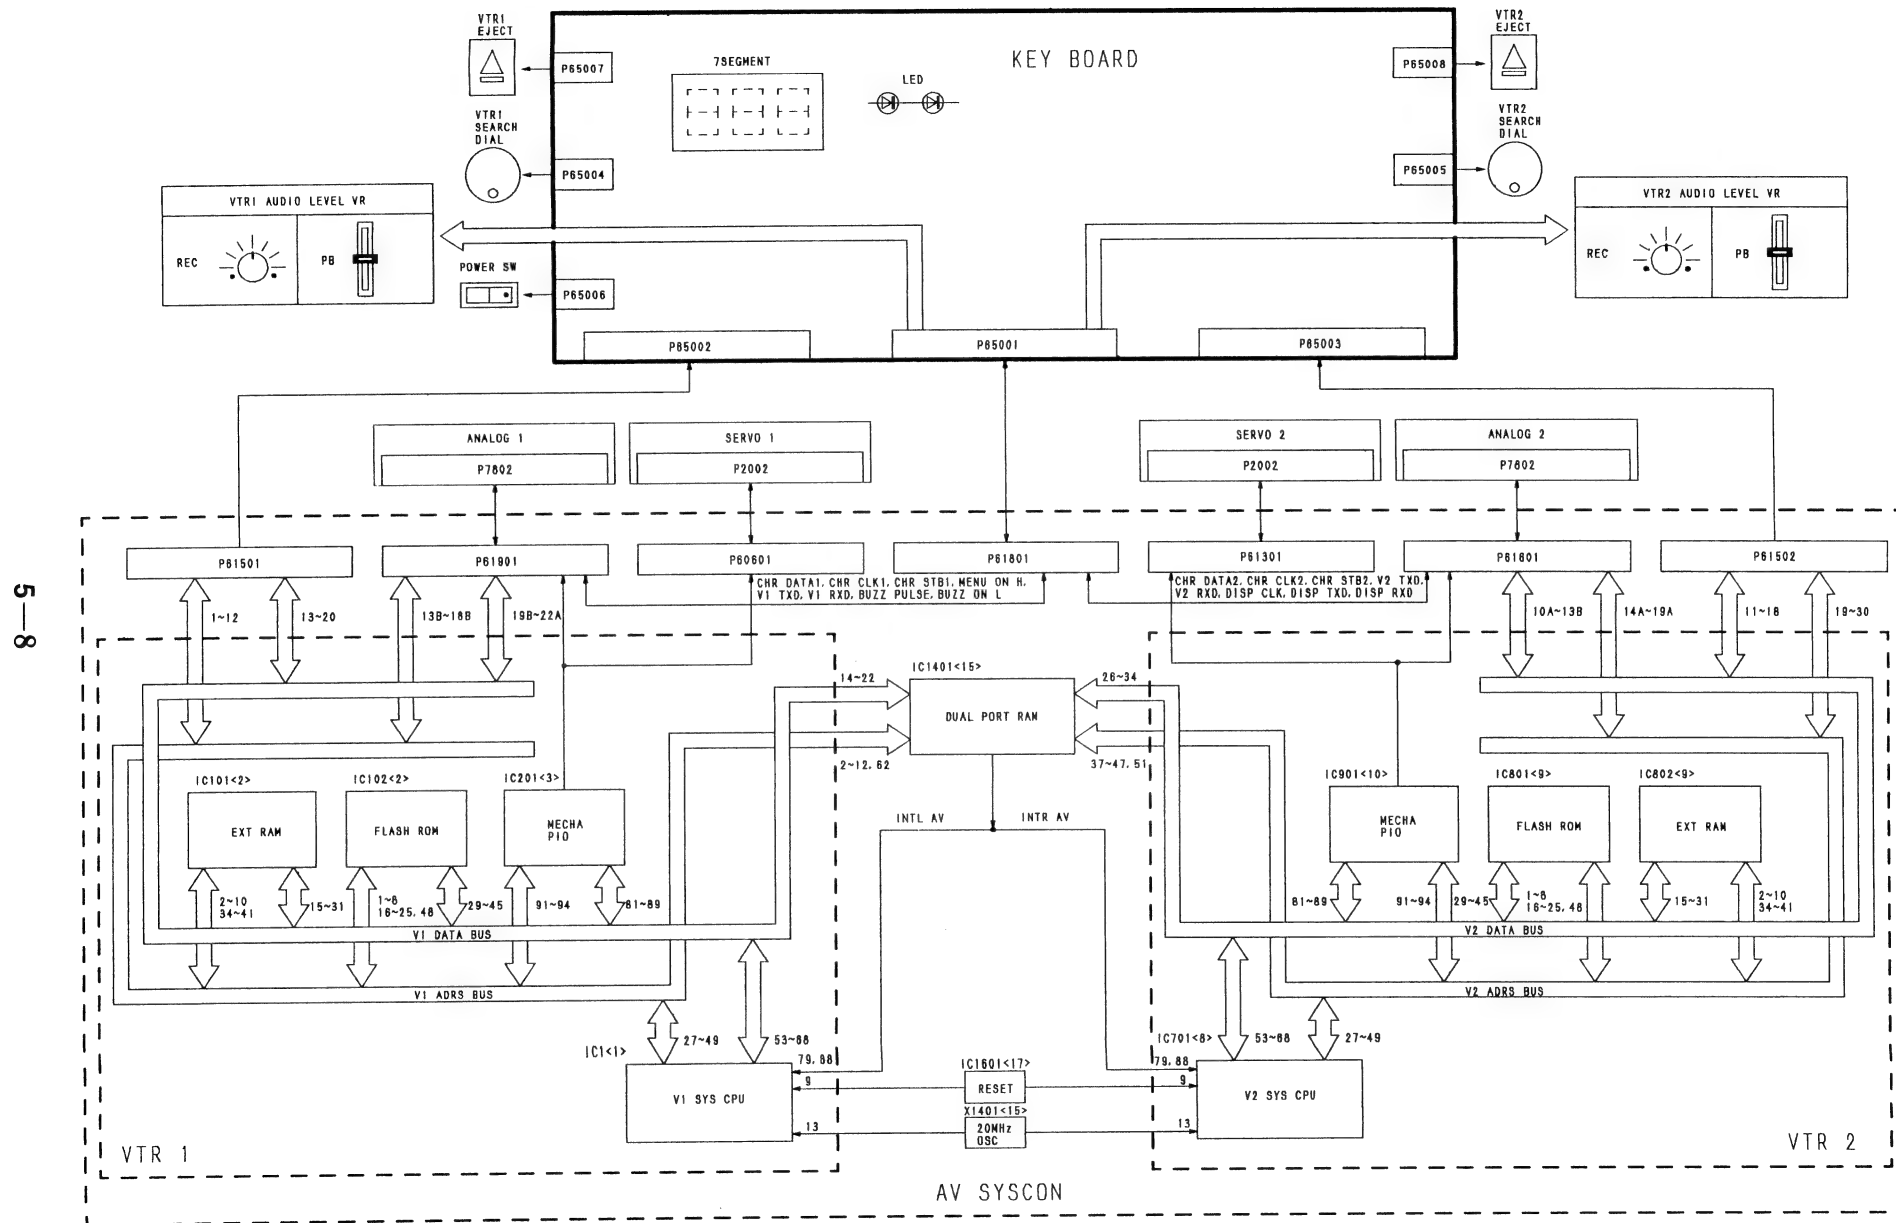 VTR1
EJECT
P65007
7SEGMENT
LED
KEY BOARD
P65008
VTR2
EJECT
VTR1
SEARCH
DIAL
P65004
P65005
VTR2
SEARCH
DIAL
VTR1 AUDIO LEVEL VR
REC
PB
POWER SW
P65006
VTR2 AUDIO LEVEL VR
REC
PB
P65002
P65001
P65003
ANALOG 1
P7802
SERVO 1
P2002
SERVO 2
P2002
ANALOG 2
P7802
P61501
P61901
P60601
P61801
P61301
P61601
P61502
CHR DATA1, CHR CLK1, CHR STB1, MENU ON H,
V1 TXD, V1 RXD, BUZZ PULSE, BUZZ ON L
CHR DATA2, CHR CLK2, CHR STB2, V2 TXD,
V2 RXD, DISP CLK, DISP TXD, DISP RXD
1~12
13~20
13B~18B
19B~22A
10A~13B
14A~19A
11~18
19~30
5—8
14~22
IC1401<15>
26~34
DUAL PORT RAM
2~12, 62
37~47, 51
IC101<2>
EXT RAM
IC102<2>
FLASH ROM
IC201<3>
MECHA
PIO
INTL AV
INTR AV
IC901<10>
MECHA
PIO
IC801<9>
FLASH ROM
IC802<9>
EXT RAM
2~10
34~41
15~31
1~8
16~25, 48
29~45
91~94
81~89
81~89
91~94
29~45
1~8
16~25, 48
15~31
2~10
34~41
V1 DATA BUS
V2 DATA BUS
V1 ADRS BUS
V2 ADRS BUS
IC1<1>
27~49
53~68
IC701<8>
53~68
27~49
79, 88
9
V1 SYS CPU
13
IC1601<17>
RESET
X1401<15>
20MHz
OSC
79, 88
9
V2 SYS CPU
13
VTR 1
VTR 2
AV SYSCON